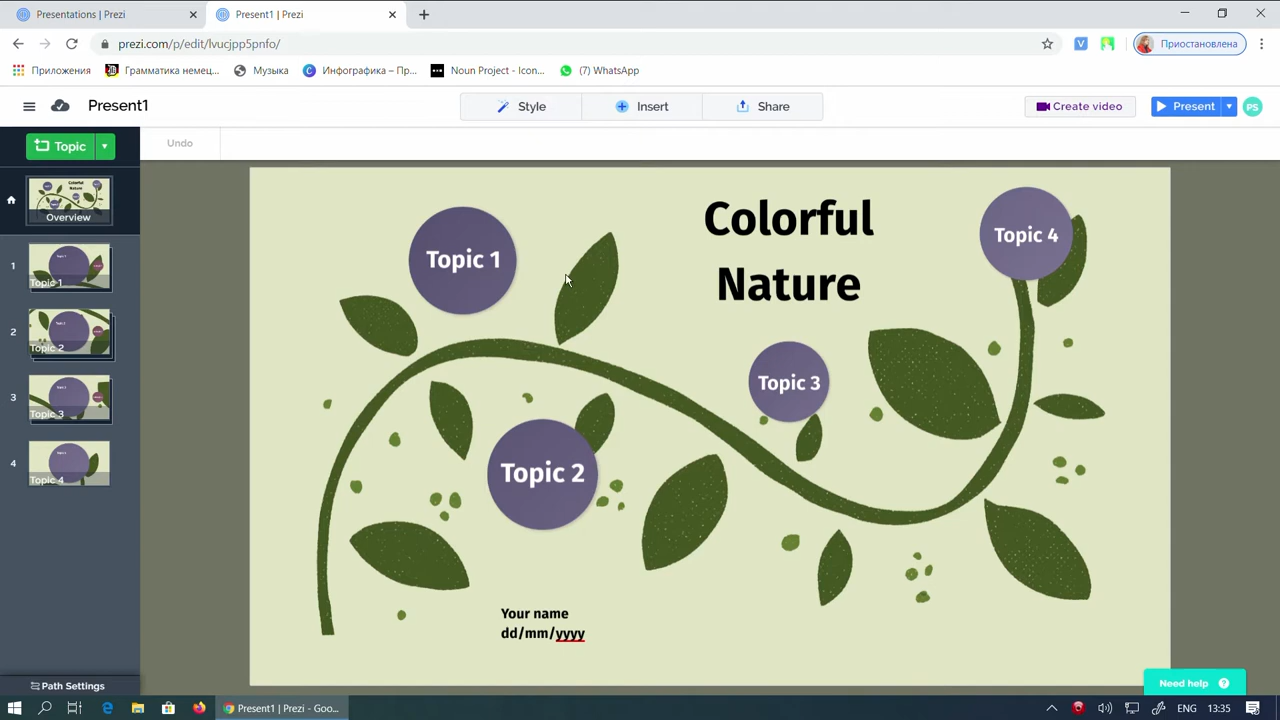 Presentations | Prezi
Present1 | Prezi
prezi.com/p/edit/lvucjpp5pnfo/
Приостановлена
Приложения
Грамматика немец...
Музыка
Инфографика – Пр...
Noun Project - Icon...
(7) WhatsApp
Present1
Style
Insert
Share
Create video
Present
PS
Topic
Undo
Colorful
Nature
Overview
1
Topic 1
2
Topic 2
3
Topic 3
4
Topic 4
Colorful
Nature
Topic 1
Topic 2
Topic 3
Topic 4
Your name
dd/mm/yyyy
Path Settings
Need help ?
Present1 | Prezi - Goo...
ENG
13:35